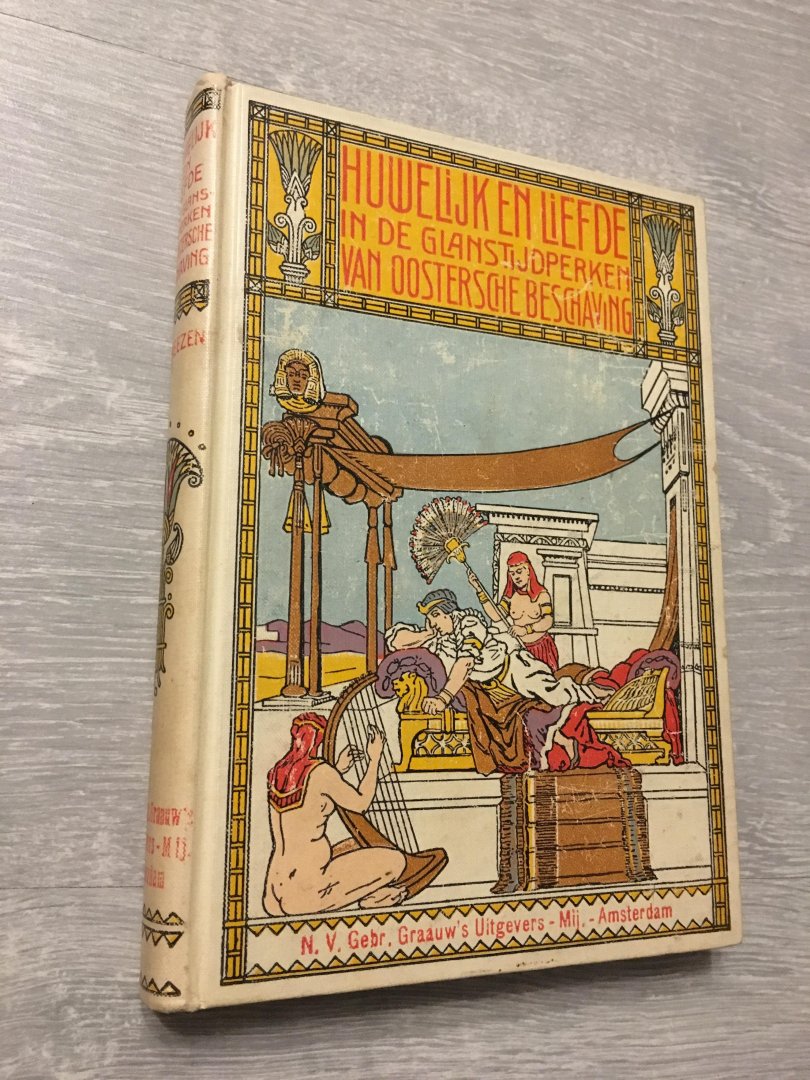 HUWELIJK EN LIEFDE
IN DE GLANSTIJDPERKEN
VAN OOSTERSCHE BESCHAVING
N. V. Gebr. Graauw's Uitgevers - Mij. - Amsterdam